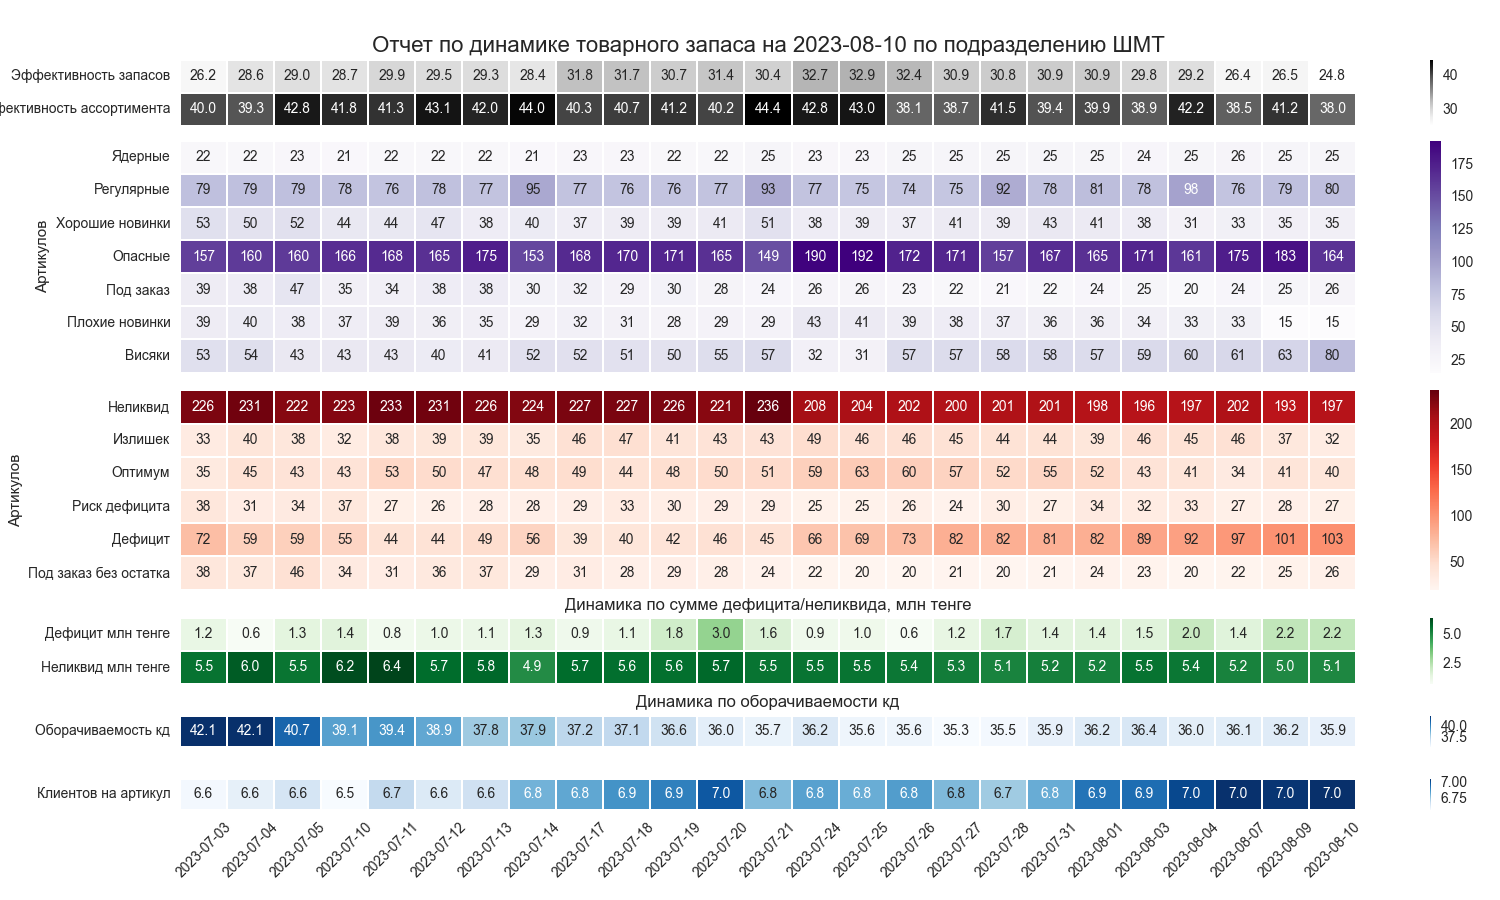 Отчет по динамике товарного запаса на 2023-08-10 по подразделению ШМТ
Эффективность запасов 26.2 28.6 29.0 28.7 29.9 29.5 29.3 28.4 31.8 31.7 30.7 31.4 30.4 32.7 32.9 32.4 30.9 30.8 30.9 30.9 29.8 29.2 26.4 26.5 24.8
фективность ассортимента 40.0 39.3 42.8 41.8 41.3 43.1 42.0 44.0 40.3 40.7 41.2 40.2 44.4 42.8 43.0 38.1 38.7 41.5 39.4 39.9 38.9 42.2 38.5 41.2 38.0
40
30
Артикулов
Ядерные 22 22 23 21 22 22 22 21 23 23 22 22 25 23 23 25 25 25 25 25 24 25 26 25 25
Регулярные 79 79 79 78 76 78 77 95 77 76 76 77 93 77 75 74 75 92 78 81 78 98 76 79 80
Хорошие новинки 53 50 52 44 44 47 38 40 37 39 39 41 51 38 39 37 41 39 43 41 38 31 33 35 35
Опасные 157 160 160 166 168 165 175 153 168 170 171 165 149 190 192 172 171 157 167 165 171 161 175 183 164
Под заказ 39 38 47 35 34 38 38 30 32 29 30 28 24 26 26 23 22 21 22 24 25 20 24 25 26
Плохие новинки 39 40 38 37 39 36 35 29 32 31 28 29 29 43 41 39 38 37 36 36 34 33 33 15 15
Висяки 53 54 43 43 43 40 41 52 52 51 50 55 57 32 31 57 57 58 58 57 59 60 61 63 80
175
150
125
100
75
50
25
Артикулов
Неликвид 226 231 222 223 233 231 226 224 227 227 226 221 236 208 204 202 200 201 201 198 196 197 202 193 197
Излишек 33 40 38 32 38 39 39 35 46 47 41 43 43 49 46 46 45 44 44 39 46 45 46 37 32
Оптимум 35 45 43 43 53 50 47 48 49 44 48 50 51 59 63 60 57 52 55 52 43 41 34 41 40
Риск дефицита 38 31 34 37 27 26 28 28 29 33 30 29 29 25 25 26 24 30 27 34 32 33 27 28 27
Дефицит 72 59 59 55 44 44 49 56 39 40 42 46 45 66 69 73 82 82 81 82 89 92 97 101 103
Под заказ без остатка 38 37 46 34 31 36 37 29 31 28 29 28 24 22 20 20 21 20 21 24 23 20 22 25 26
200
150
100
50
Динамика по сумме дефицита/неликвида, млн тенге
Дефицит млн тенге 1.2 0.6 1.3 1.4 0.8 1.0 1.1 1.3 0.9 1.1 1.8 3.0 1.6 0.9 1.0 0.6 1.2 1.7 1.4 1.4 1.5 2.0 1.4 2.2 2.2
Неликвид млн тенге 5.5 6.0 5.5 6.2 6.4 5.7 5.8 4.9 5.7 5.6 5.6 5.7 5.5 5.5 5.5 5.4 5.3 5.1 5.2 5.2 5.5 5.4 5.2 5.0 5.1
5.0
2.5
Динамика по оборачиваемости кд
Оборачиваемость кд 42.1 42.1 40.7 39.1 39.4 38.9 37.8 37.9 37.2 37.1 36.6 36.0 35.7 36.2 35.6 35.6 35.3 35.5 35.9 36.2 36.4 36.0 36.1 36.2 35.9
40.0
37.5
Клиентов на артикул 6.6 6.6 6.6 6.5 6.7 6.6 6.6 6.8 6.8 6.9 6.9 7.0 6.8 6.8 6.8 6.8 6.8 6.7 6.8 6.9 6.9 7.0 7.0 7.0 7.0
7.00
6.75
2023-07-03 2023-07-04 2023-07-05 2023-07-10 2023-07-11 2023-07-12 2023-07-13 2023-07-14 2023-07-17 2023-07-18 2023-07-19 2023-07-20 2023-07-21 2023-07-24 2023-07-25 2023-07-26 2023-07-27 2023-07-28 2023-07-31 2023-08-01 2023-08-03 2023-08-04 2023-08-07 2023-08-09 2023-08-10